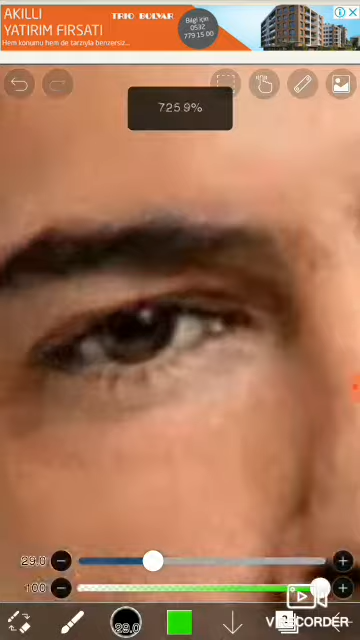 AKILLI
YATIRIM FIRSATI
Hem konumu hem de tarzıyla benzersiz...
TRIO BULVAR
Bilgi için
0532
779 15 00
725.9%
29.0
100
29.0
VIDECORDER